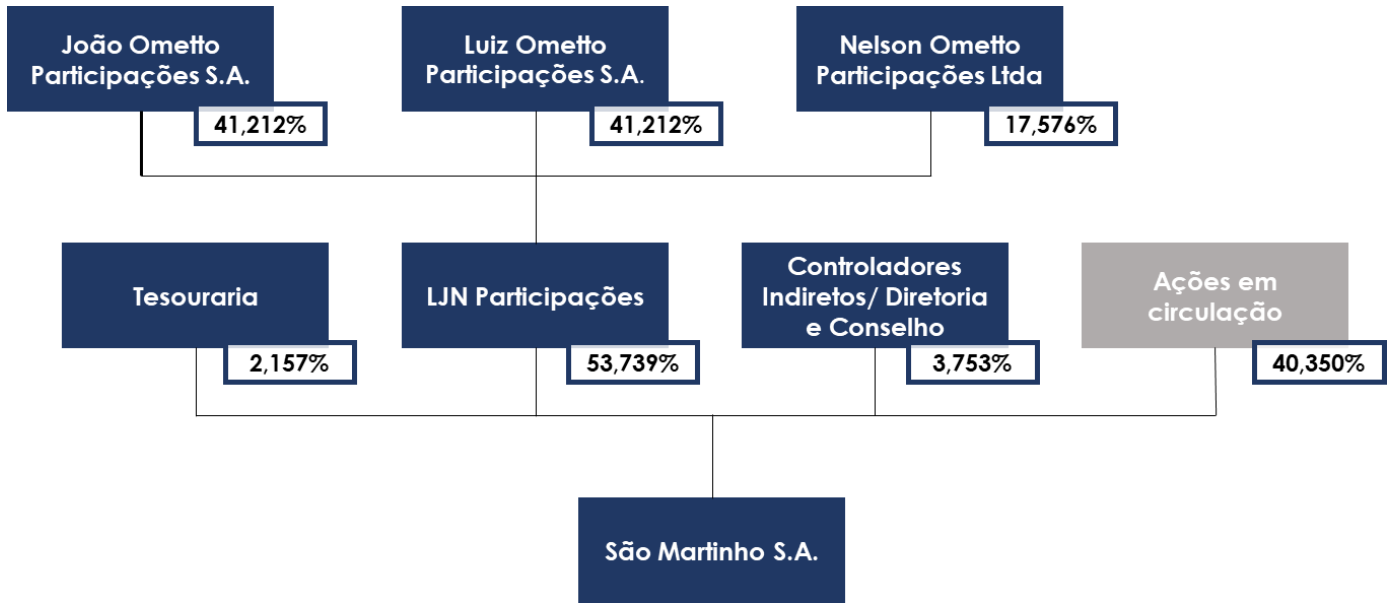 João Ometto
Participações S.A.
41,212%
Luiz Ometto
Participações S.A.
41,212%
Nelson Ometto
Participações Ltda
17,576%
Tesouraria
2,157%
LJN Participações
53,739%
Controladores
Indiretos/ Diretoria
e Conselho
3,753%
Ações em
circulação
40,350%
São Martinho S.A.